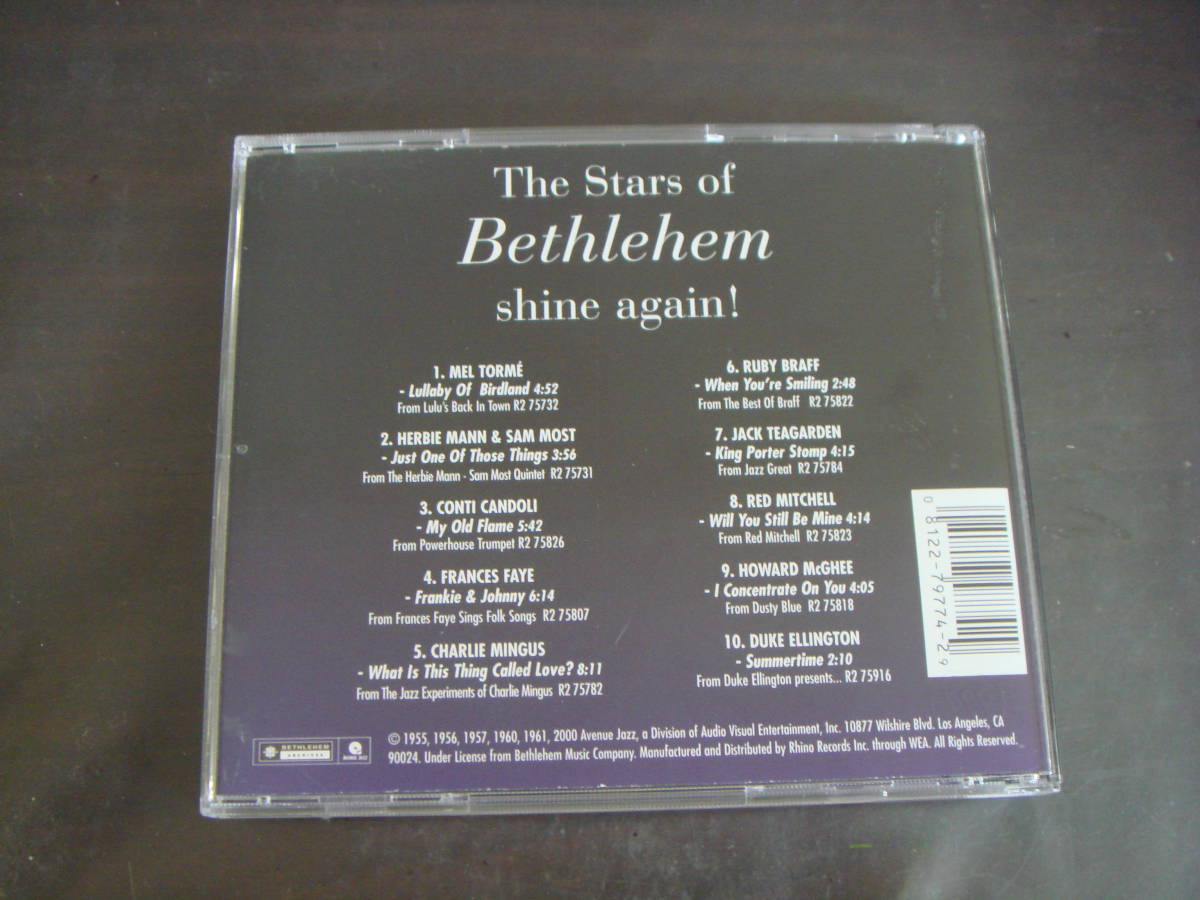 The Stars of
Bethlehem
shine again!
1. MEL TORMÉ
- Lullaby Of Birdland 4:52
From Lulu's Back In Town R2 75732
2. HERBIE MANN & SAM MOST
- Just One Of Those Things 3:56
From The Herbie Mann - Sam Most Quintet R2 75731
3. CONTI CANDOLI
- My Old Flame 5:42
From Powerhouse Trumpet R2 75826
4. FRANCES FAYE
- Frankie & Johnny 6:14
From Frances Faye Sings Folk Songs R2 75807
5. CHARLIE MINGUS
- What Is This Thing Called Love? 8:11
From The Jazz Experiments of Charlie Mingus R2 75782
6. RUBY BRAFF
- When You're Smiling 2:48
From The Best Of Braff R2 75822
7. JACK TEAGARDEN
- King Porter Stomp 4:15
From Jazz Great R2 75784
8. RED MITCHELL
- Will You Still Be Mine 4:14
From Red Mitchell R2 75823
9. HOWARD McGHEE
- I Concentrate On You 4:05
From Dusty Blue R2 75818
10. DUKE ELLINGTON
- Summertime 2:10
From Duke Ellington presents... R2 75916
0 8122-79774-2 9
BETHLEHEM
ARCHIVES
© 1955, 1956, 1957, 1960, 1961, 2000 Avenue Jazz, a Division of Audio Visual Entertainment, Inc. 10877 Wilshire Blvd. Los Angeles, CA
90024. Under License from Bethlehem Music Company. Manufactured and Distributed by Rhino Records Inc. through WEA. All Rights Reserved.